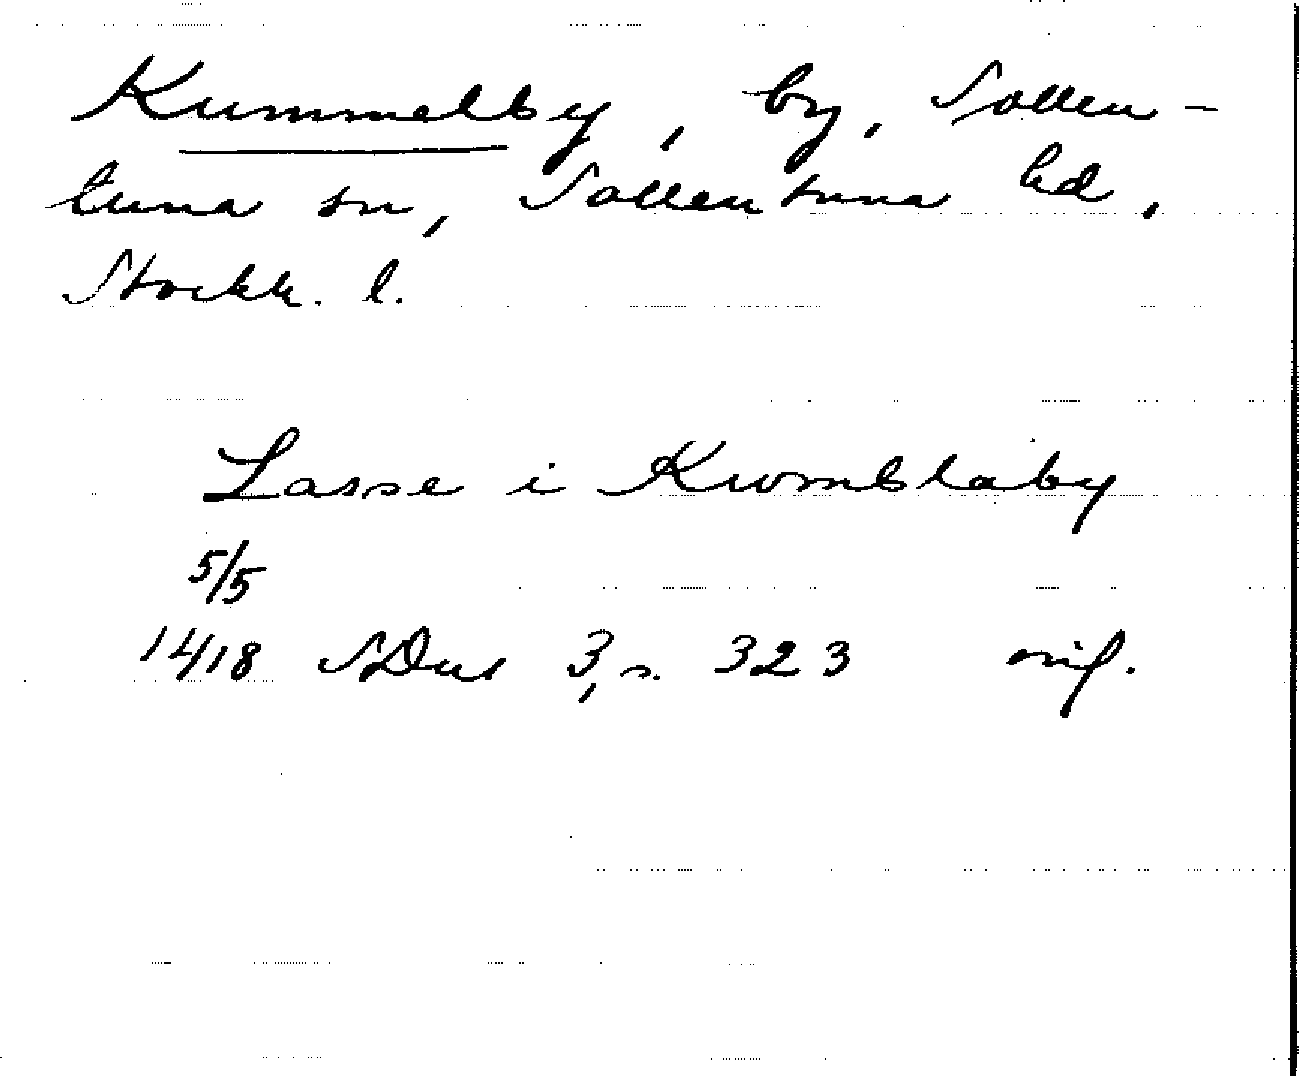 Kummelby, by, Sollen-
tuna sn, Sollentuna hd,
Stockh. l.
Lasse i Kwmblaby
5/5
1418 SDns 3, s. 323 orig.